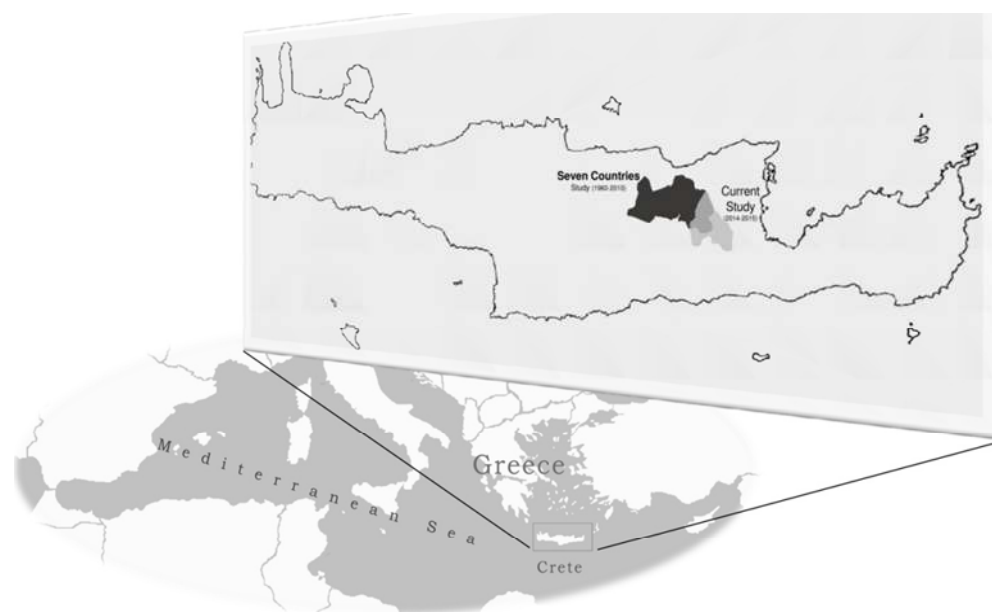 Seven Countries
Study (1960-2010)
Current
Study
(2014-2015)
Mediterranean Sea
Greece
Crete